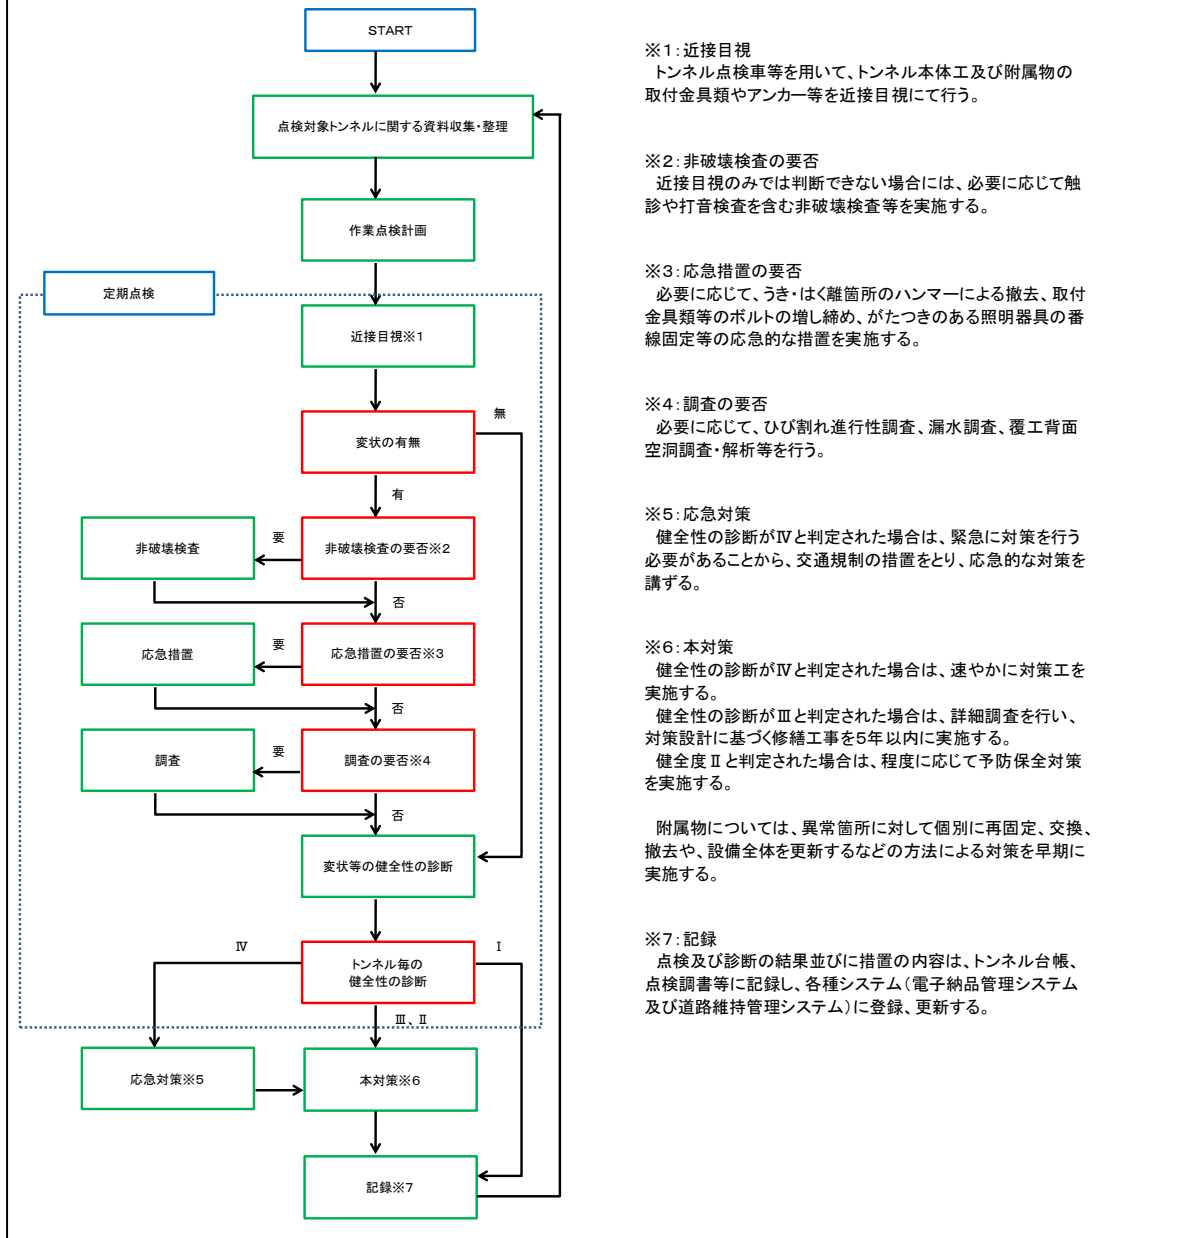 START
点検対象トンネルに関する資料収集・整理
作業点検計画
定期点検
近接目視※1
変状の有無
無
有
非破壊検査の要否※2
要
非破壊検査
否
応急措置の要否※3
要
応急措置
否
調査の要否※4
要
調査
否
変状等の健全性の診断
トンネル毎の
健全性の診断
Ⅳ
Ⅰ
Ⅲ、Ⅱ
応急対策※5
本対策※6
記録※7
※1：近接目視
トンネル点検車等を用いて、トンネル本体工及び附属物の
取付金具類やアンカー等を近接目視にて行う。
※2：非破壊検査の要否
近接目視のみでは判断できない場合には、必要に応じて触
診や打音検査を含む非破壊検査等を実施する。
※3：応急措置の要否
必要に応じて、うき・はく離箇所のハンマーによる撤去、取付
金具類等のボルトの増し締め、がたつきのある照明器具の番
線固定等の応急的な措置を実施する。
※4：調査の要否
必要に応じて、ひび割れ進行性調査、漏水調査、覆工背面
空洞調査・解析等を行う。
※5：応急対策
健全性の診断がⅣと判定された場合は、緊急に対策を行う
必要があることから、交通規制の措置をとり、応急的な対策を
講ずる。
※6：本対策
健全性の診断がⅣと判定された場合は、速やかに対策工を
実施する。
健全性の診断がⅢと判定された場合は、詳細調査を行い、
対策設計に基づく修繕工事を5年以内に実施する。
健全度Ⅱと判定された場合は、程度に応じて予防保全対策
を実施する。
附属物については、異常箇所に対して個別に再固定、交換、
撤去や、設備全体を更新するなどの方法による対策を早期に
実施する。
※7：記録
点検及び診断の結果並びに措置の内容は、トンネル台帳、
点検調書等に記録し、各種システム（電子納品管理システム
及び道路維持管理システム）に登録、更新する。